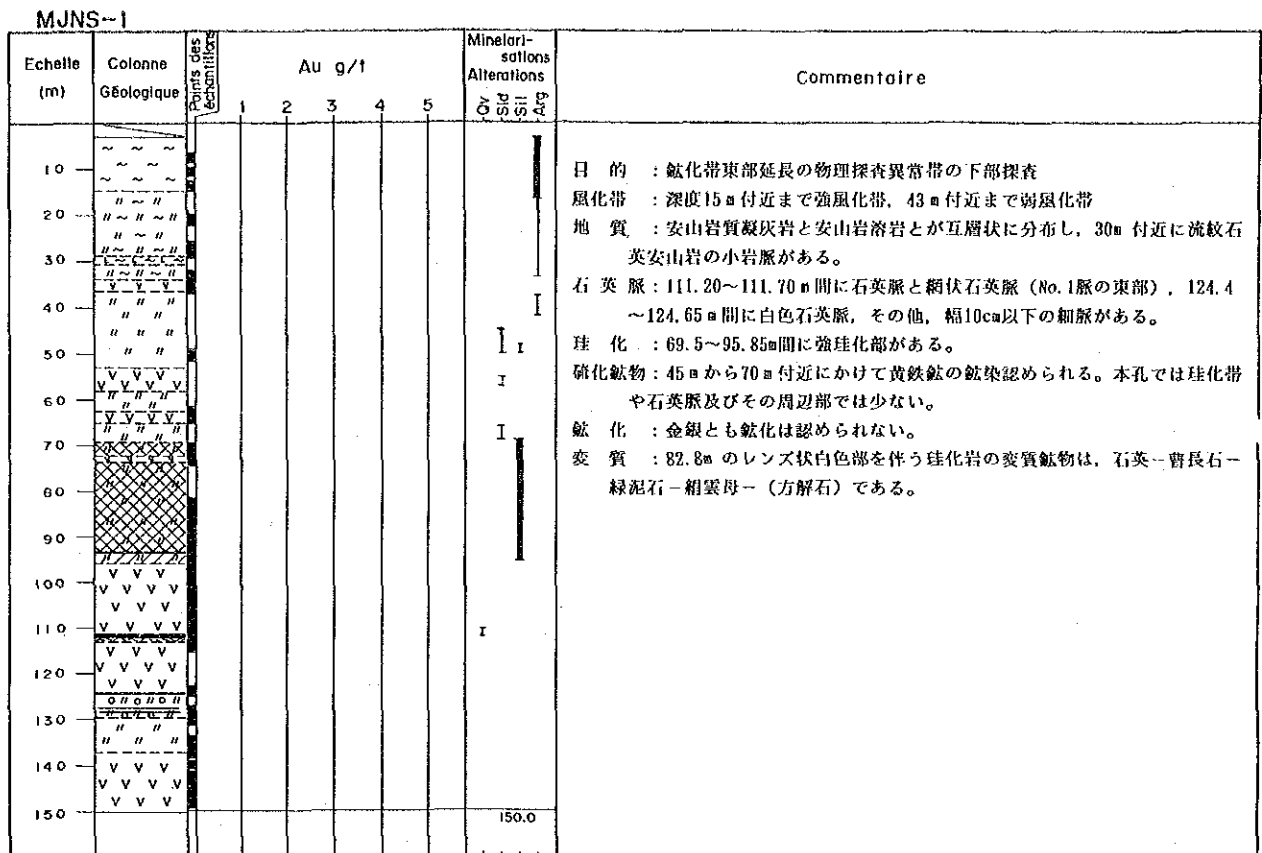 MJNS-1
Echelle
(m)
Colonne
Géologique
Points des
échantillons
Au g/t
1 2 3 4 5
Minelari-
sations
Alterations
Qv
Sid
Sil
Arg
Commentaire
10
20
30
40
50
60
70
80
90
100
110
120
130
140
150
150.0
目 的 :鉱化帯東部延長の物理探査異常帯の下部探査
風化帯 :深度15m付近まで強風化帯,43m付近まで弱風化帯
地 質 :安山岩質凝灰岩と安山岩溶岩とが互層状に分布し,30m 付近に流紋石
英安山岩の小岩脈がある。
石 英 脈:111.20~111.70m間に石英脈と網状石英脈(No.1脈の東部),124.4
~124.65m間に白色石英脈,その他,幅10cm以下の細脈がある。
珪 化 :69.5~95.85m間に強珪化部がある。
硫化鉱物:45mから70m付近にかけて黄鉄鉱の鉱染認められる。本孔では珪化帯
や石英脈及びその周辺部では少ない。
鉱 化 :金銀とも鉱化は認められない。
変 質 :82.8m のレンズ状白色部を伴う珪化岩の変質鉱物は,石英-曹長石-
緑泥石-絹雲母-(方解石)である。